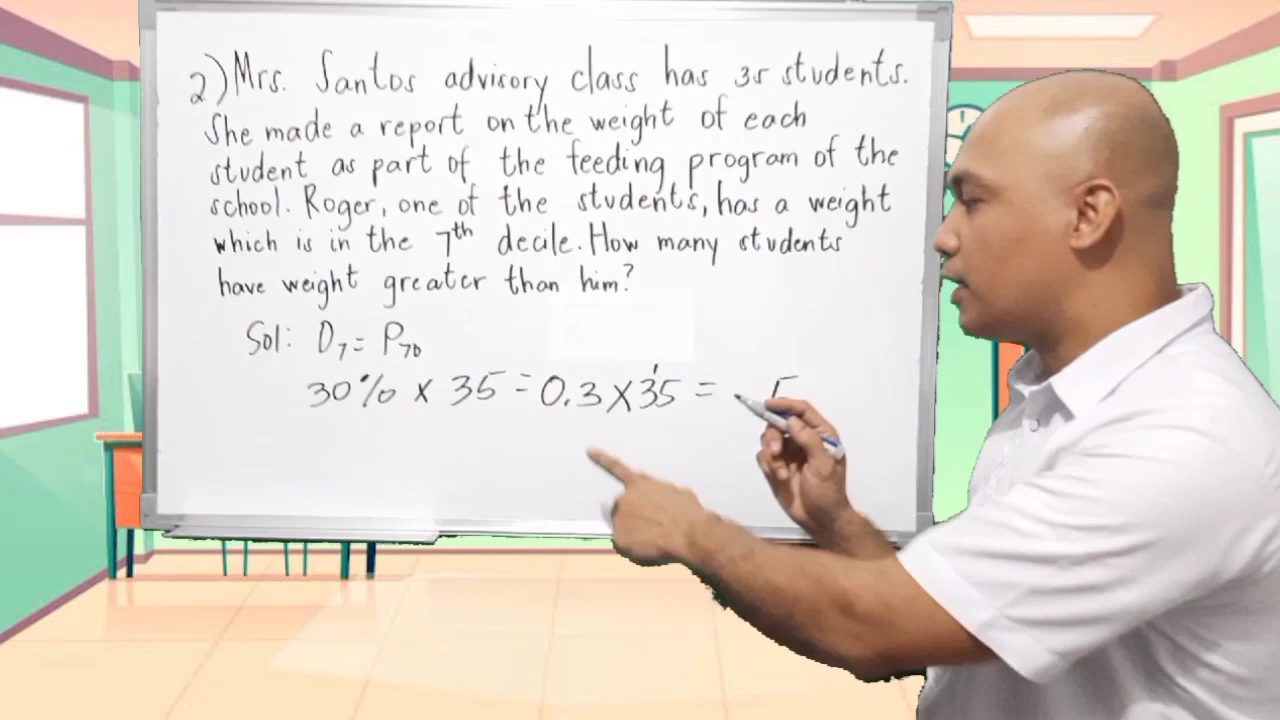 2) Mrs. Santos advisory class has 35 students.
She made a report on the weight of each
student as part of the feeding program of the
school. Roger, one of the students, has a weight
which is in the 7th decile. How many students
have weight greater than him?
Sol: D₇ = P₇₀
30% x 35 = 0.3 x 35 = 5
1